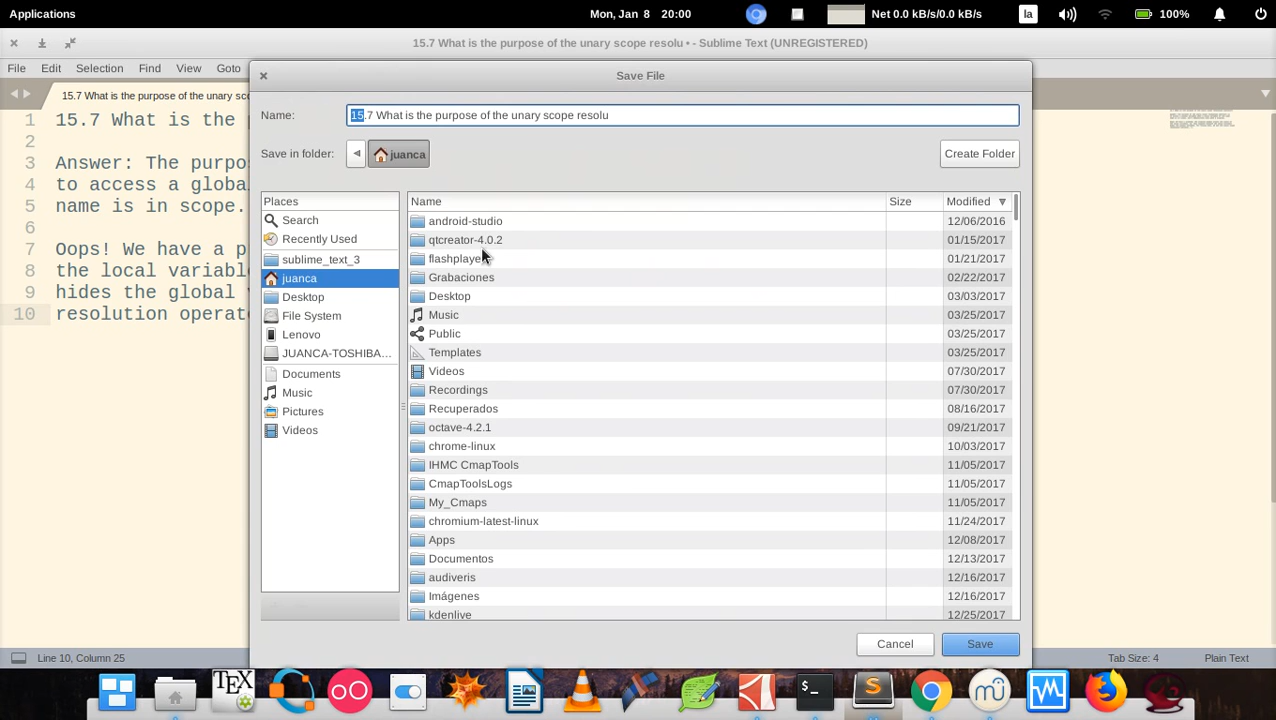 Applications
Mon, Jan 8 20:00
Net 0.0 kB/s/0.0 kB/s
la
100%
15.7 What is the purpose of the unary scope resolu • - Sublime Text (UNREGISTERED)
File Edit Selection Find View Goto
15.7 What is the purpose of the unary sc
1 15.7 What is the
2
3 Answer: The purpo
4 to access a globa
5 name is in scope.
6
7 Oops! We have a p
8 the local variabl
9 hides the global
10 resolution operat
Save File
Name: 15.7 What is the purpose of the unary scope resolu
Save in folder: juanca Create Folder
Places
Search
Recently Used
sublime_text_3
juanca
Desktop
File System
Lenovo
JUANCA-TOSHIBA...
Documents
Music
Pictures
Videos
Name Size Modified
android-studio 12/06/2016
qtcreator-4.0.2 01/15/2017
flashplaye 01/21/2017
Grabaciones 02/22/2017
Desktop 03/03/2017
Music 03/25/2017
Public 03/25/2017
Templates 03/25/2017
Videos 07/30/2017
Recordings 07/30/2017
Recuperados 08/16/2017
octave-4.2.1 09/21/2017
chrome-linux 10/03/2017
IHMC CmapTools 11/05/2017
CmapToolsLogs 11/05/2017
My_Cmaps 11/05/2017
chromium-latest-linux 11/24/2017
Apps 12/08/2017
Documentos 12/13/2017
audiveris 12/16/2017
Imágenes 12/16/2017
kdenlive 12/25/2017
Cancel Save
Line 10, Column 25
Tab Size: 4
Plain Text
TEX